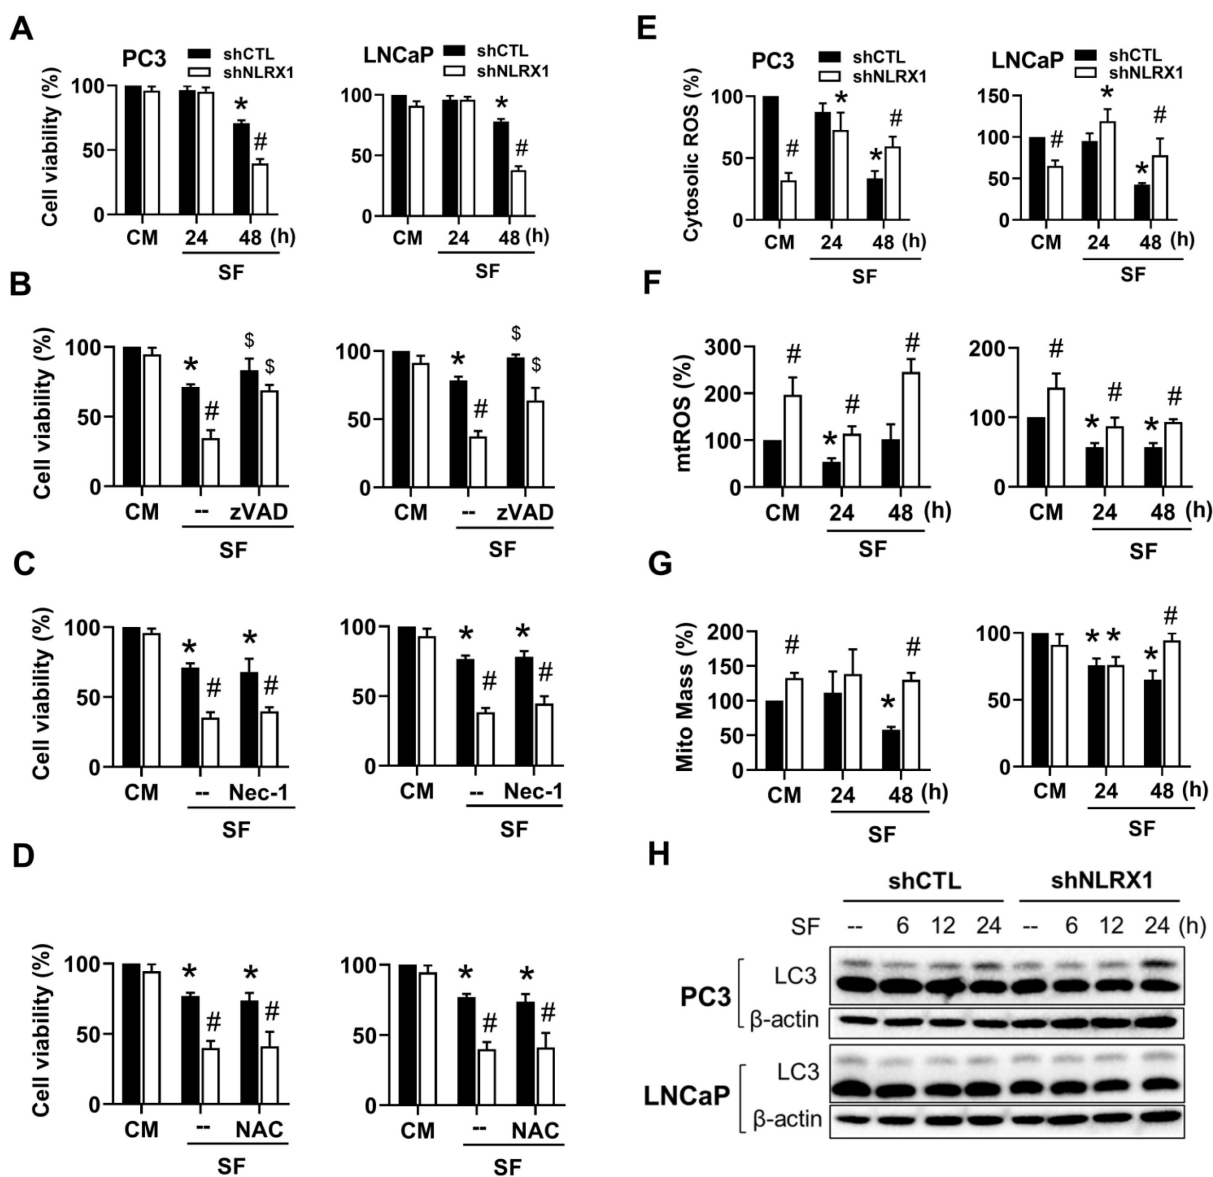 A
PC3
shCTL
shNLRX1
Cell viability (%)
100
50
0
*
#
CM
24
48
(h)
SF
LNCaP
shCTL
shNLRX1
100
50
0
*
#
CM
24
48
(h)
SF
B
Cell viability (%)
100
50
0
*
#
$
$
CM
--
zVAD
SF
100
50
0
*
#
$
$
CM
--
zVAD
SF
C
Cell viability (%)
100
50
0
*
#
*
#
CM
--
Nec-1
SF
100
50
0
*
#
*
#
CM
--
Nec-1
SF
D
Cell viability (%)
100
50
0
*
#
*
#
CM
--
NAC
SF
100
50
0
*
#
*
#
CM
--
NAC
SF
E
PC3
shCTL
shNLRX1
Cytosolic ROS (%)
100
50
0
#
*
*
#
CM
24
48
(h)
SF
LNCaP
shCTL
shNLRX1
150
100
50
0
#
*
*
#
CM
24
48
(h)
SF
F
mtROS (%)
300
200
100
0
#
*
#
#
CM
24
48
(h)
SF
200
100
0
#
*
#
*
#
CM
24
48
(h)
SF
G
Mito Mass (%)
200
150
100
50
0
#
*
#
CM
24
48
(h)
SF
100
50
0
*
*
*
#
CM
24
48
(h)
SF
H
shCTL shNLRX1
SF -- 6 12 24 -- 6 12 24 (h)
PC3
LC3
β-actin
LNCaP
LC3
β-actin